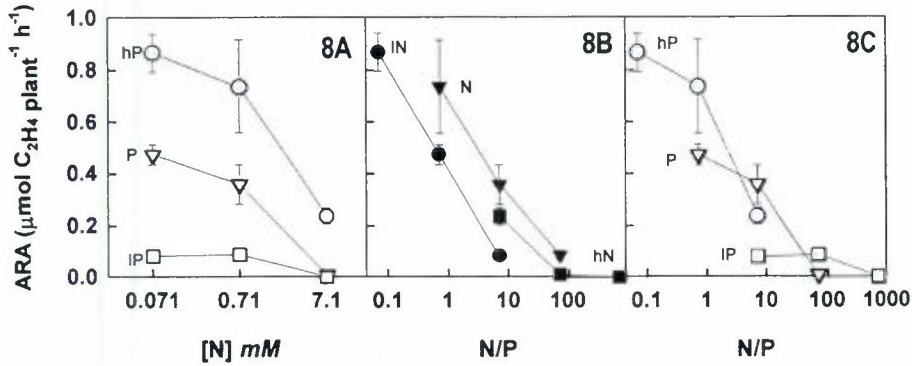 ARA (μmol C₂H₄ plant⁻¹ h⁻¹)
1.0
0.8
0.6
0.4
0.2
0.0
8A
hP
P
lP
0.071 0.71 7.1
[N] mM
8B
lN
N
hN
0.1 1 10 100
N/P
8C
hP
P
lP
0.1 1 10 100 1000
N/P